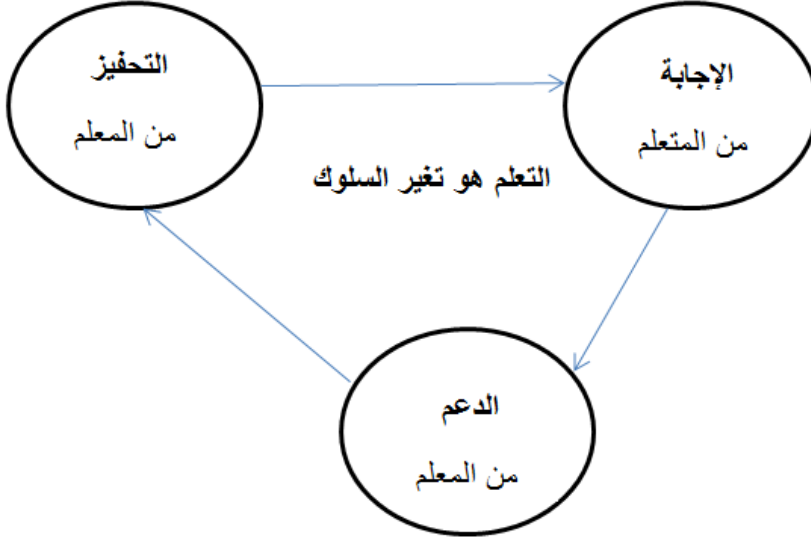 التحفيز
من المعلم
الإجابة
من المتعلم
التعلم هو تغير السلوك
الدعم
من المعلم